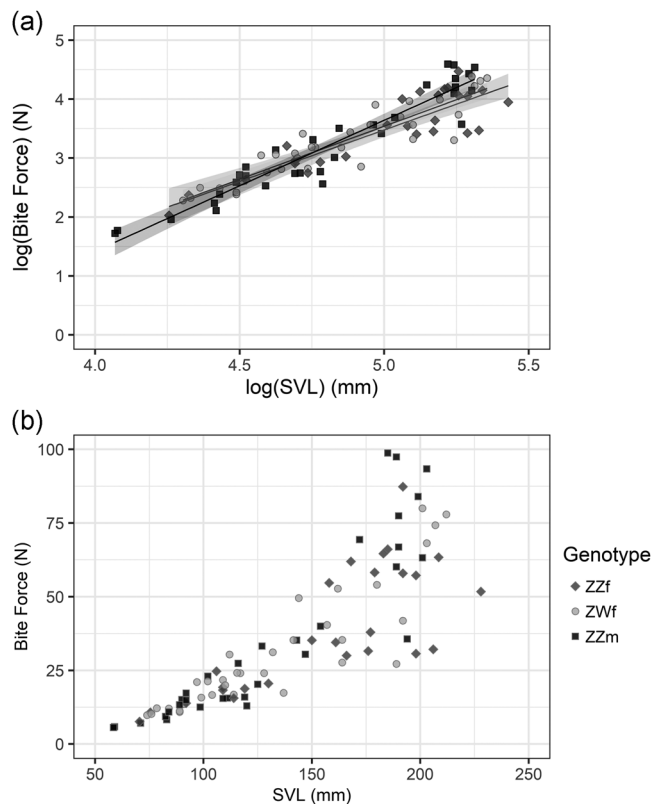 (a)
5
4
3
2
1
0
log(Bite Force) (N)
4.0 4.5 5.0 5.5
log(SVL) (mm)
(b)
100
75
50
25
0
Bite Force (N)
50 100 150 200 250
SVL (mm)
Genotype
ZZf
ZWf
ZZm